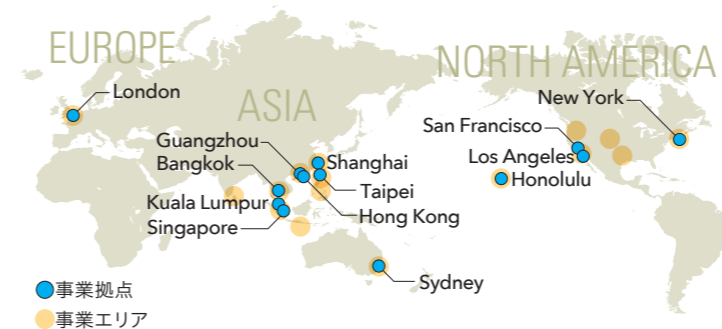 EUROPE
NORTH AMERICA
London
New York
ASIA
San Francisco
Guangzhou
Shanghai
Los Angeles
Bangkok
Honolulu
Taipei
Kuala Lumpur
Hong Kong
Singapore
Sydney
事業拠点
事業エリア